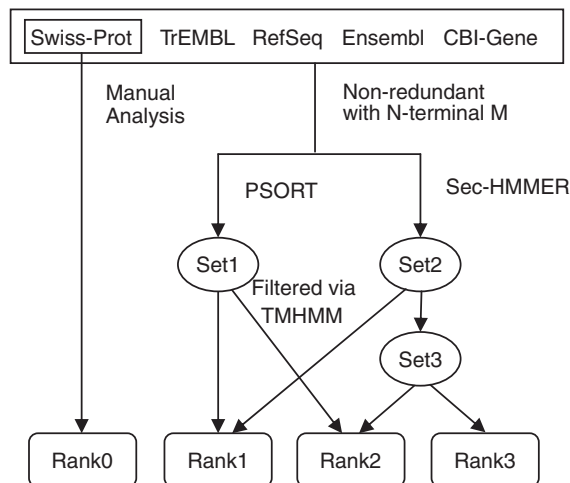 Swiss-Prot TrEMBL RefSeq Ensembl CBI-Gene
Manual
Analysis
Non-redundant
with N-terminal M
PSORT
Sec-HMMER
Set1
Set2
Filtered via
TMHMM
Set3
Rank0 Rank1 Rank2 Rank3